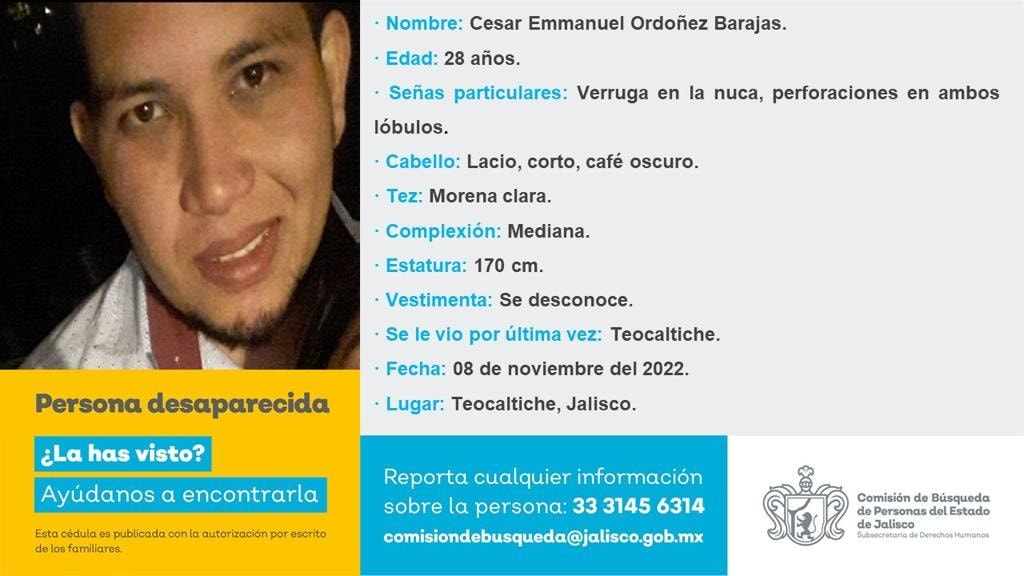 · Nombre: Cesar Emmanuel Ordoñez Barajas.
· Edad: 28 años.
· Señas particulares: Verruga en la nuca, perforaciones en ambos
lóbulos.
· Cabello: Lacio, corto, café oscuro.
· Tez: Morena clara.
· Complexión: Mediana.
· Estatura: 170 cm.
· Vestimenta: Se desconoce.
· Se le vio por última vez: Teocaltiche.
· Fecha: 08 de noviembre del 2022.
· Lugar: Teocaltiche, Jalisco.
Persona desaparecida
¿La has visto?
Ayúdanos a encontrarla
Esta cédula es publicada con la autorización por escrito
de los familiares.
Reporta cualquier información
sobre la persona: 33 3145 6314
comisiondebusqueda@jalisco.gob.mx
Comisión de Búsqueda
de Personas del Estado
de Jalisco
Subsecretaría de Derechos Humanos